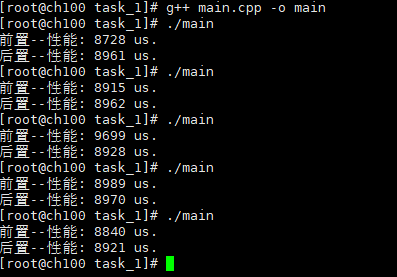 [root@ch100 task_1]# g++ main.cpp -o main
[root@ch100 task_1]# ./main
前置--性能: 8728 us.
后置--性能: 8961 us.
[root@ch100 task_1]# ./main
前置--性能: 8915 us.
后置--性能: 8962 us.
[root@ch100 task_1]# ./main
前置--性能: 9699 us.
后置--性能: 8928 us.
[root@ch100 task_1]# ./main
前置--性能: 8989 us.
后置--性能: 8970 us.
[root@ch100 task_1]# ./main
前置--性能: 8840 us.
后置--性能: 8921 us.
[root@ch100 task_1]#